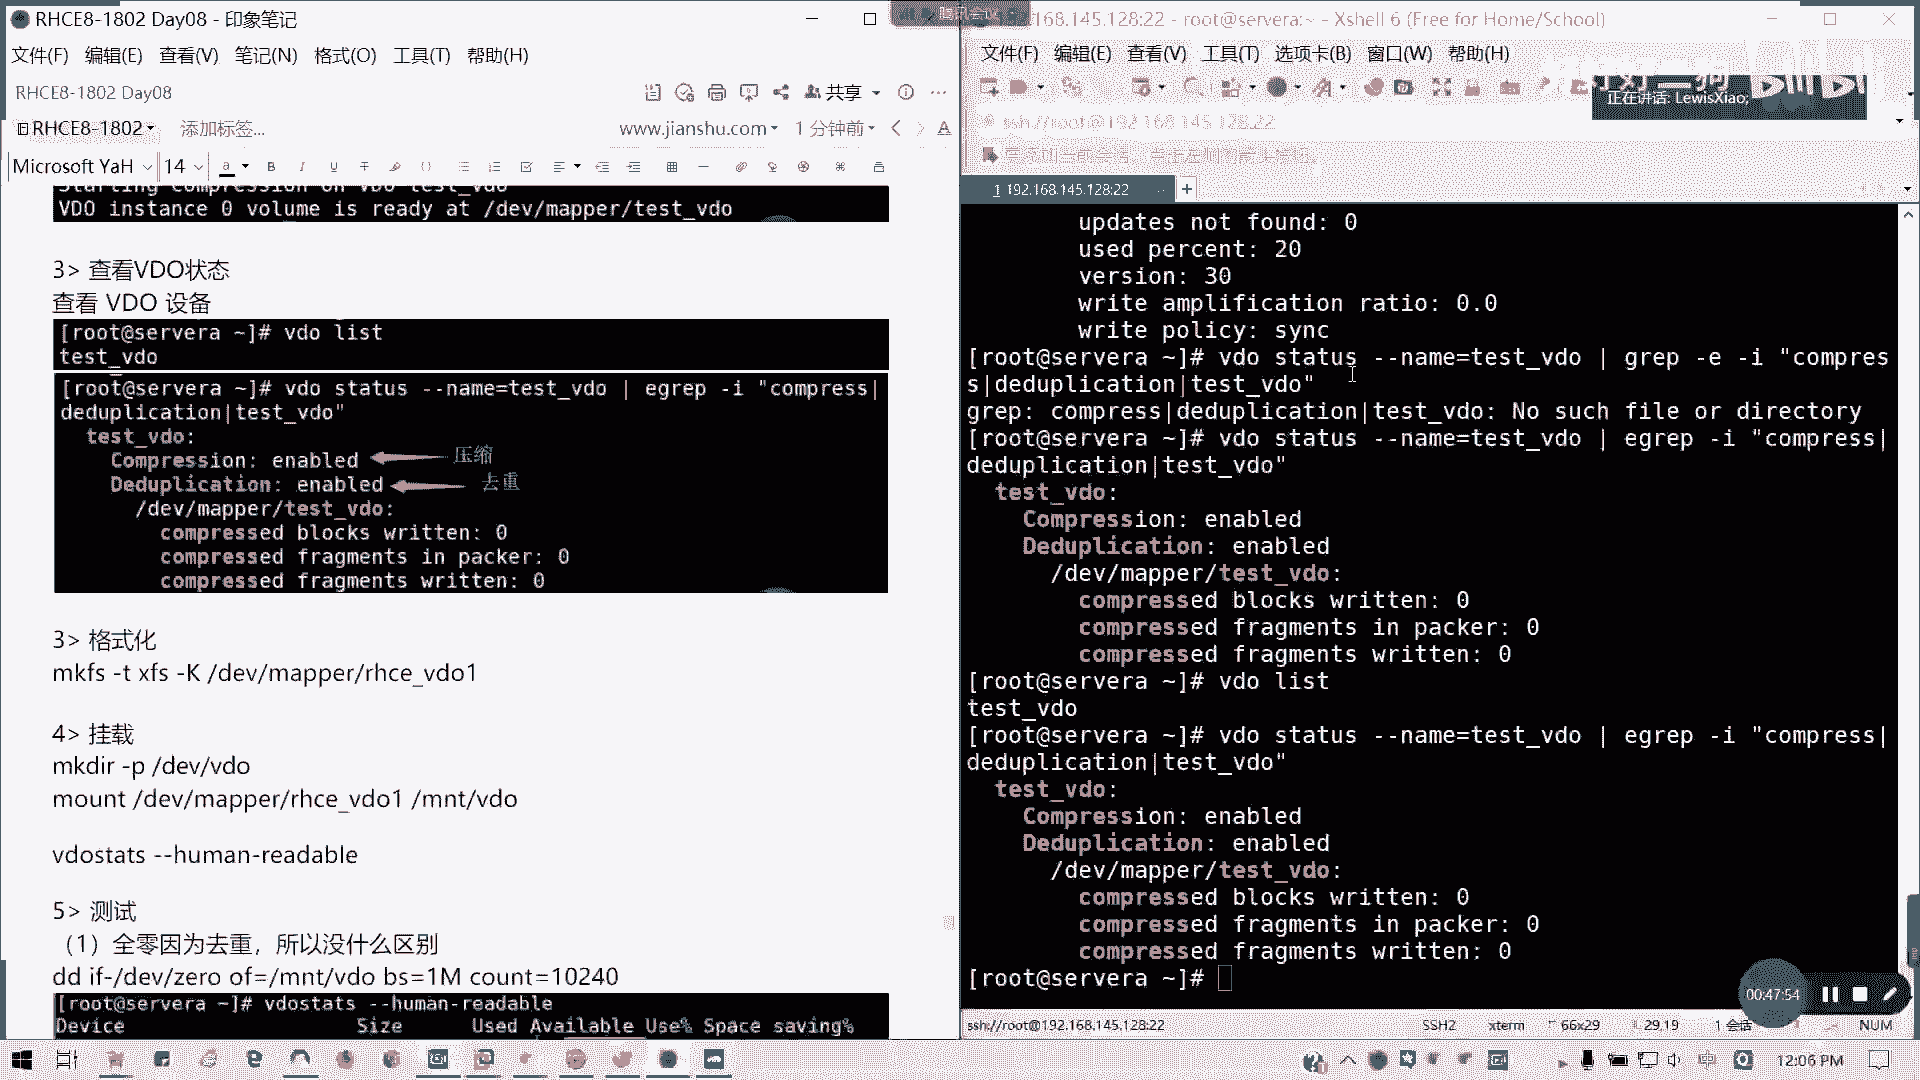 RHCE8-1802 Day08 - 印象笔记
文件(F) 编辑(E) 查看(V) 笔记(N) 格式(O) 工具(T) 帮助(H)
RHCE8-1802 Day08
共享
RHCE8-1802
添加标签...
www.jianshu.com
1 分钟前
Microsoft YaH 14
Starting compression on VDO test_vdo
VDO instance 0 volume is ready at /dev/mapper/test_vdo
3> 查看VDO状态
查看 VDO 设备
[root@servera ~]# vdo list
test_vdo
[root@servera ~]# vdo status --name=test_vdo | egrep -i "compress|
deduplication|test_vdo"
test_vdo:
Compression: enabled 压缩
Deduplication: enabled 去重
/dev/mapper/test_vdo:
compressed blocks written: 0
compressed fragments in packer: 0
compressed fragments written: 0
3> 格式化
mkfs -t xfs -K /dev/mapper/rhce_vdo1
4> 挂载
mkdir -p /dev/vdo
mount /dev/mapper/rhce_vdo1 /mnt/vdo
vdostats --human-readable
5> 测试
（1）全零因为去重，所以没什么区别
dd if-/dev/zero of=/mnt/vdo bs=1M count=10240
[root@servera ~]# vdostats --human-readable
Device Size Used Available Use% Space saving%
腾讯会议
168.145.128:22 - root@servera:~ - Xshell 6 (Free for Home/School)
文件(F) 编辑(E) 查看(V) 工具(T) 选项卡(B) 窗口(W) 帮助(H)
正在讲话: LewisXiao;
ssh://root@192.168.145.128:22
1 192.168.145.128:22
updates not found: 0
used percent: 20
version: 30
write amplification ratio: 0.0
write policy: sync
[root@servera ~]# vdo status --name=test_vdo | grep -e -i "compres
s|deduplication|test_vdo"
grep: compress|deduplication|test_vdo: No such file or directory
[root@servera ~]# vdo status --name=test_vdo | egrep -i "compress|
deduplication|test_vdo"
test_vdo:
Compression: enabled
Deduplication: enabled
/dev/mapper/test_vdo:
compressed blocks written: 0
compressed fragments in packer: 0
compressed fragments written: 0
[root@servera ~]# vdo list
test_vdo
[root@servera ~]# vdo status --name=test_vdo | egrep -i "compress|
deduplication|test_vdo"
test_vdo:
Compression: enabled
Deduplication: enabled
/dev/mapper/test_vdo:
compressed blocks written: 0
compressed fragments in packer: 0
compressed fragments written: 0
[root@servera ~]#
00:47:54
ssh://root@192.168.145.128:22 SSH2 xterm 66x29 29,19 1 会话 NUM
12:06 PM